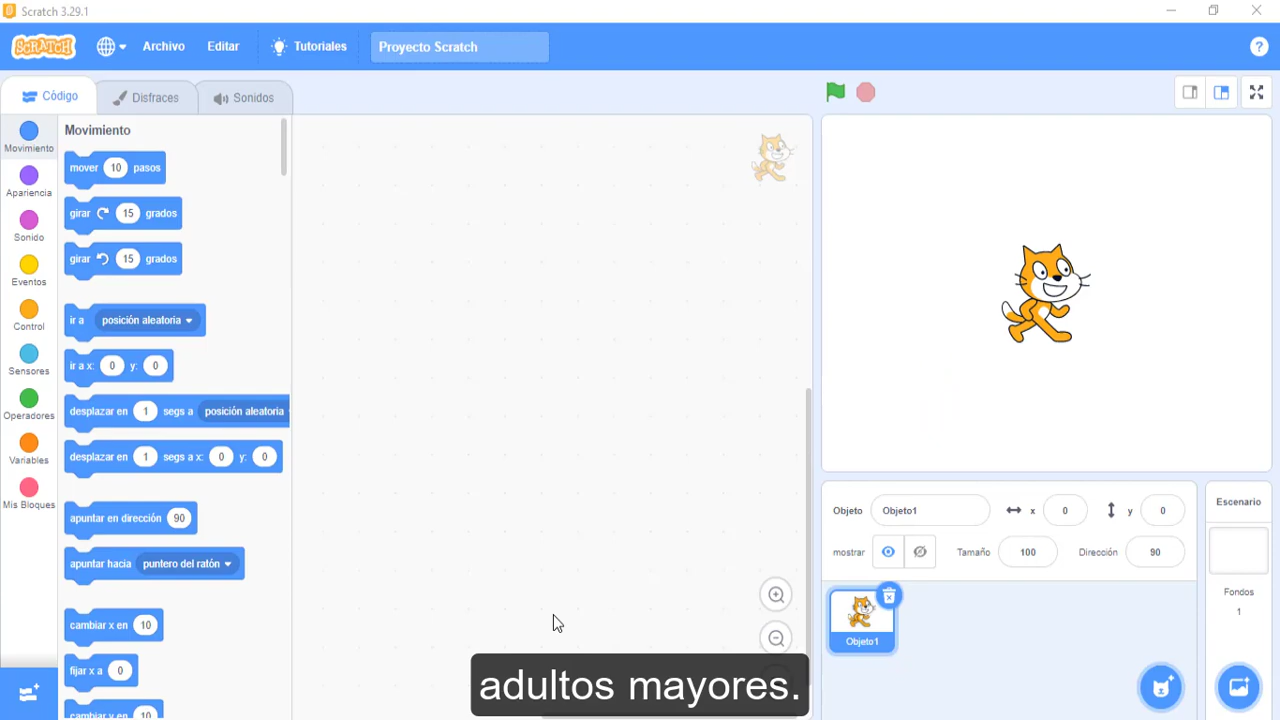 Scratch 3.29.1
SCRATCH
Archivo
Editar
Tutoriales
Proyecto Scratch
?
Código
Disfraces
Sonidos
Movimiento
Apariencia
Sonido
Eventos
Control
Sensores
Operadores
Variables
Mis Bloques
Movimiento
mover 10 pasos
girar 15 grados
girar 15 grados
ir a posición aleatoria
ir a x: 0 y: 0
desplazar en 1 segs a posición aleatoria
desplazar en 1 segs a x: 0 y: 0
apuntar en dirección 90
apuntar hacia puntero del ratón
cambiar x en 10
fijar x a 0
cambiar y en 10
Objeto Objeto1 x 0 y 0
mostrar Tamaño 100 Dirección 90
Objeto1
Escenario
Fondos
1
adultos mayores.